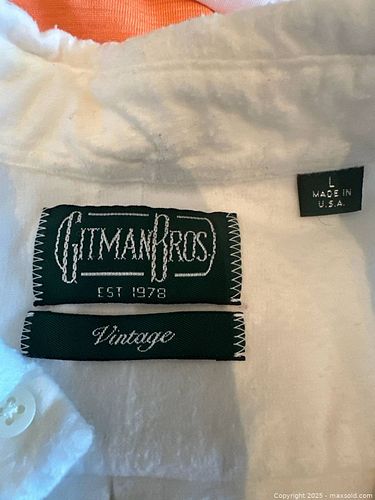 L
MADE IN
U.S.A.
GITMAN BROS.
EST 1978
Vintage
Copyright 2025 - maxsold.com